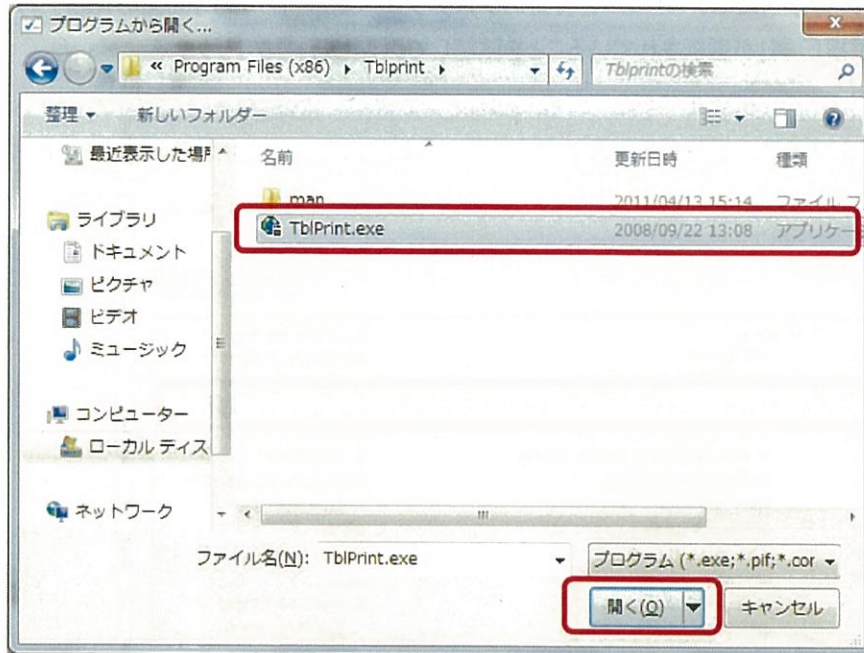 プログラムから開く...
« Program Files (x86) ▸ Tblprint ▸
Tblprintの検索
整理 ▼ 新しいフォルダー
最近表示した場所
名前 更新日時 種類
man 2011/04/13 15:14 ファイル フ
TblPrint.exe 2008/09/22 13:08 アプリケー
ライブラリ
ドキュメント
ピクチャ
ビデオ
ミュージック
コンピューター
ローカル ディス
ネットワーク
ファイル名(N): TblPrint.exe
プログラム (*.exe;*.pif;*.cor
開く(O) キャンセル